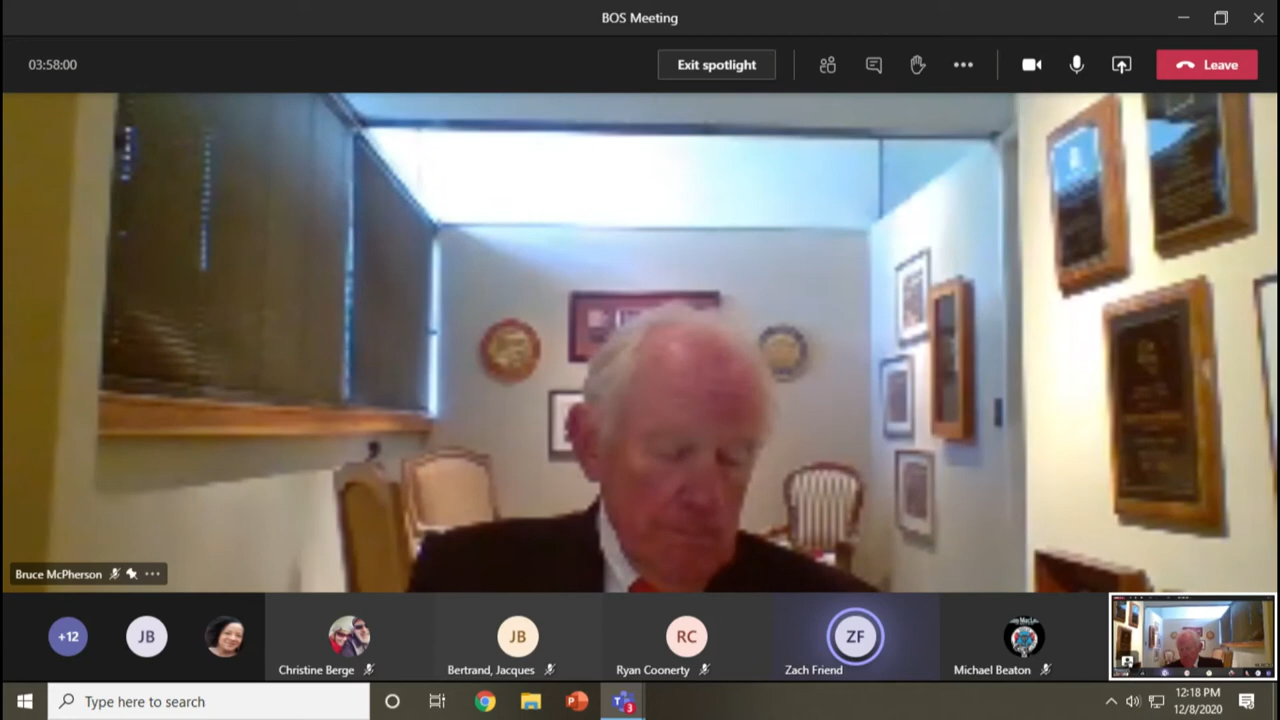 BOS Meeting
03:58:00
Exit spotlight
Leave
Bruce McPherson
+12
JB
JB
RC
ZF
Christine Berge
Bertrand, Jacques
Ryan Coonerty
Zach Friend
Michael Beaton
Type here to search
3
12:18 PM
12/8/2020